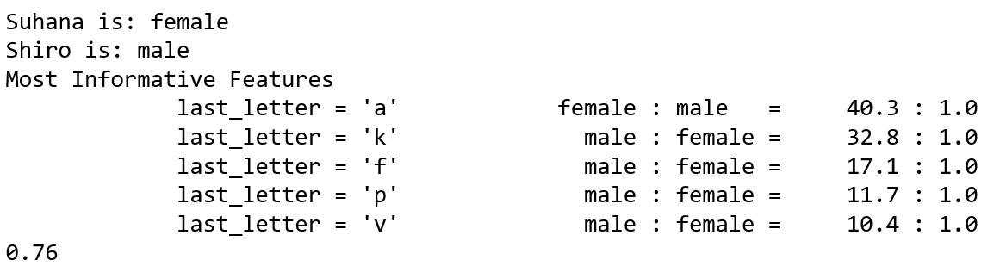 Suhana is: female
Shiro is: male
Most Informative Features
             last_letter = 'a'            female : male   =     40.3 : 1.0
             last_letter = 'k'              male : female =     32.8 : 1.0
             last_letter = 'f'              male : female =     17.1 : 1.0
             last_letter = 'p'              male : female =     11.7 : 1.0
             last_letter = 'v'              male : female =     10.4 : 1.0
0.76